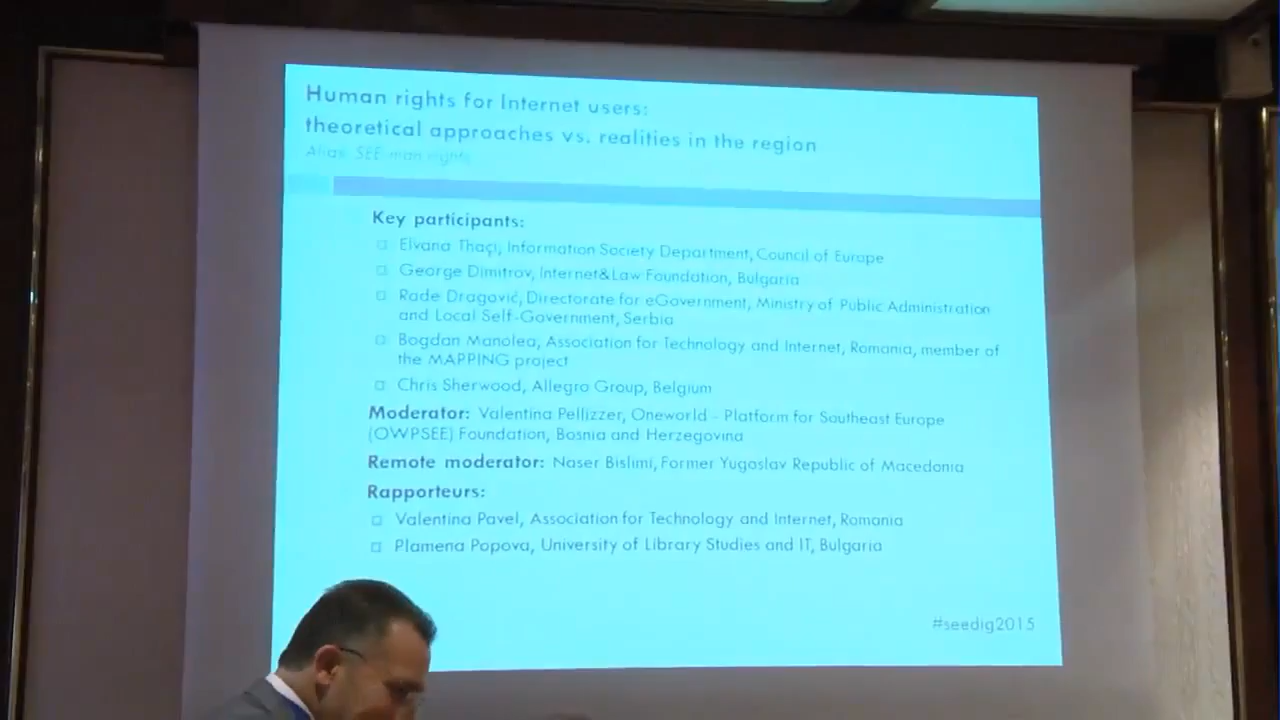 Human rights for Internet users:
theoretical approaches vs. realities in the region
Alias: SEE-man rights
Key participants:
Elvana Thaçi, Information Society Department, Council of Europe
George Dimitrov, Internet&Law Foundation, Bulgaria
Rade Dragović, Directorate for eGovernment, Ministry of Public Administration
and Local Self-Government, Serbia
Bogdan Manolea, Association for Technology and Internet, Romania, member of
the MAPPING project
Chris Sherwood, Allegro Group, Belgium
Moderator: Valentina Pellizzer, Oneworld - Platform for Southeast Europe
(OWPSEE) Foundation, Bosnia and Herzegovina
Remote moderator: Naser Bislimi, Former Yugoslav Republic of Macedonia
Rapporteurs:
Valentina Pavel, Association for Technology and Internet, Romania
Plamena Popova, University of Library Studies and IT, Bulgaria
#seedig2015